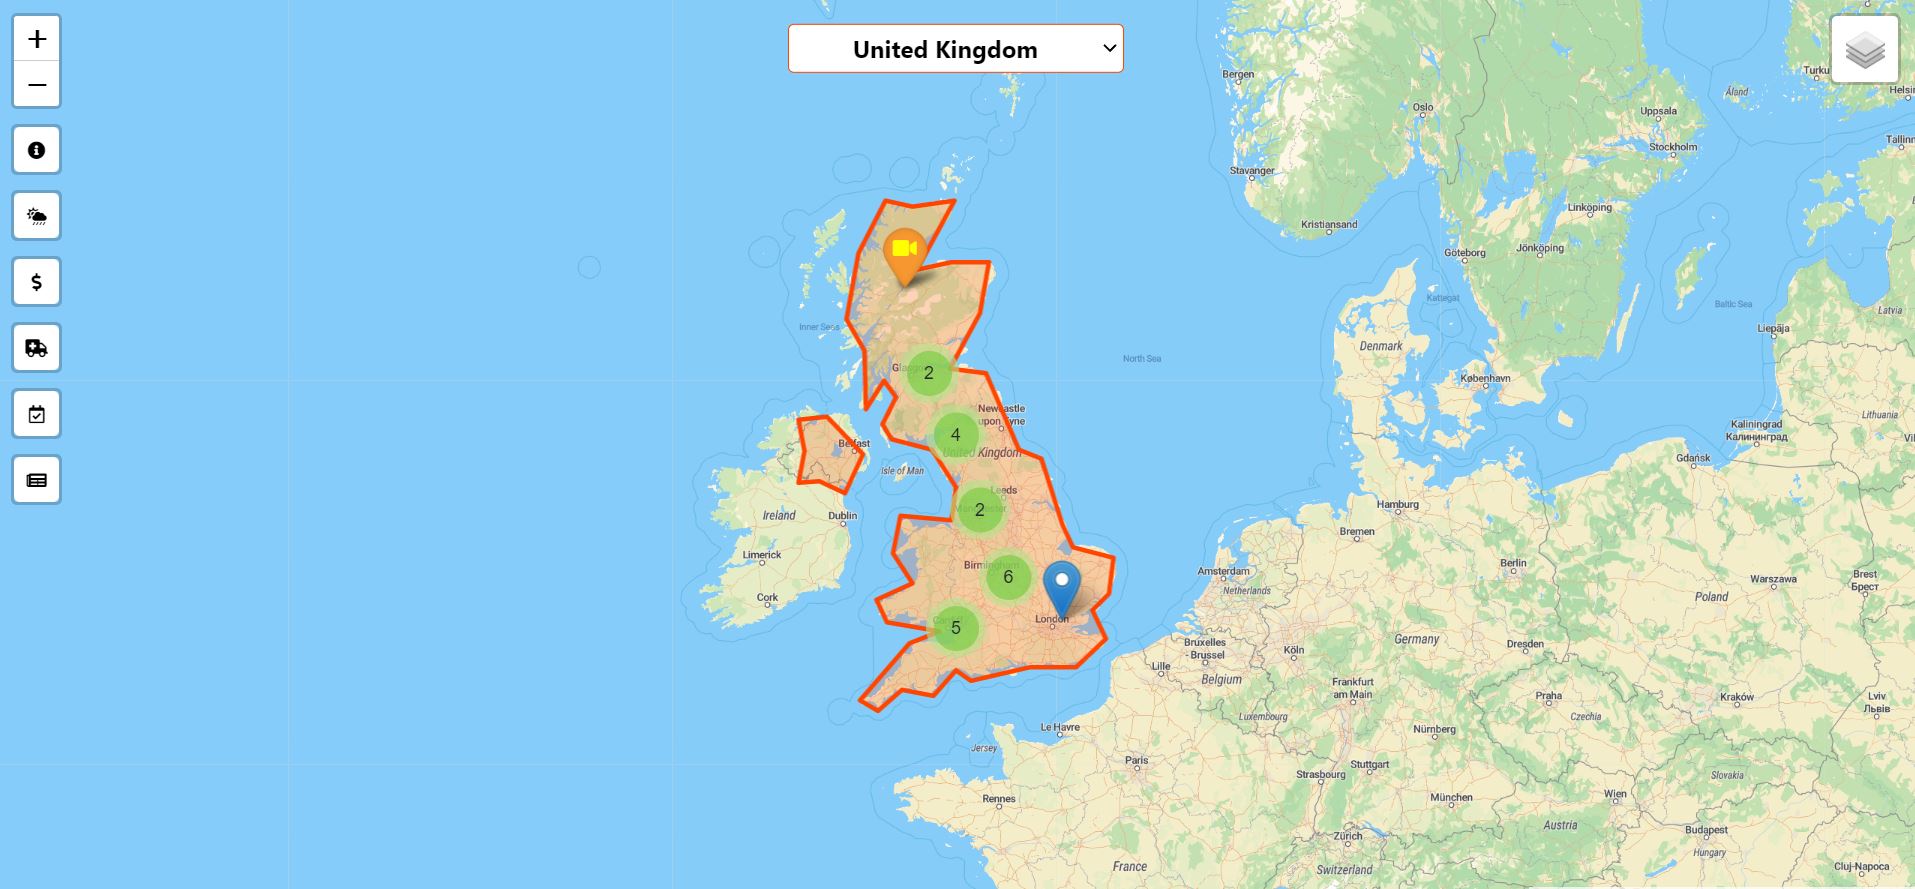 +
United Kingdom
−
Bergen
Oslo
Uppsala
Åland
Turku
Helsin
Stockholm
Tallinn
Stavanger
Kristiansand
Linköping
Göteborg
Jönköping
Kattegat
Baltic Sea
Latvia
Liepāja
Inner Seas
North Sea
Denmark
København
2
Newcastle
upon Tyne
Lithuania
4
Belfast
United Kingdom
Isle of Man
Kaliningrad
Калининград
Gdańsk
Leeds
2
Ireland
Dublin
Hamburg
Bremen
Limerick
Berlin
6
Amsterdam
Netherlands
Warszawa
Brest
Брест
Cork
Poland
London
5
Bruxelles
- Brussel
Lille
Belgium
Köln
Germany
Dresden
Frankfurt
am Main
Praha
Kraków
Lviv
Львів
Luxembourg
Czechia
Le Havre
Nürnberg
Jersey
Paris
Strasbourg
Stuttgart
Slovakia
Rennes
München
Wien
Austria
Zürich
Budapest
Hungary
France
Switzerland
Cluj-Napoca